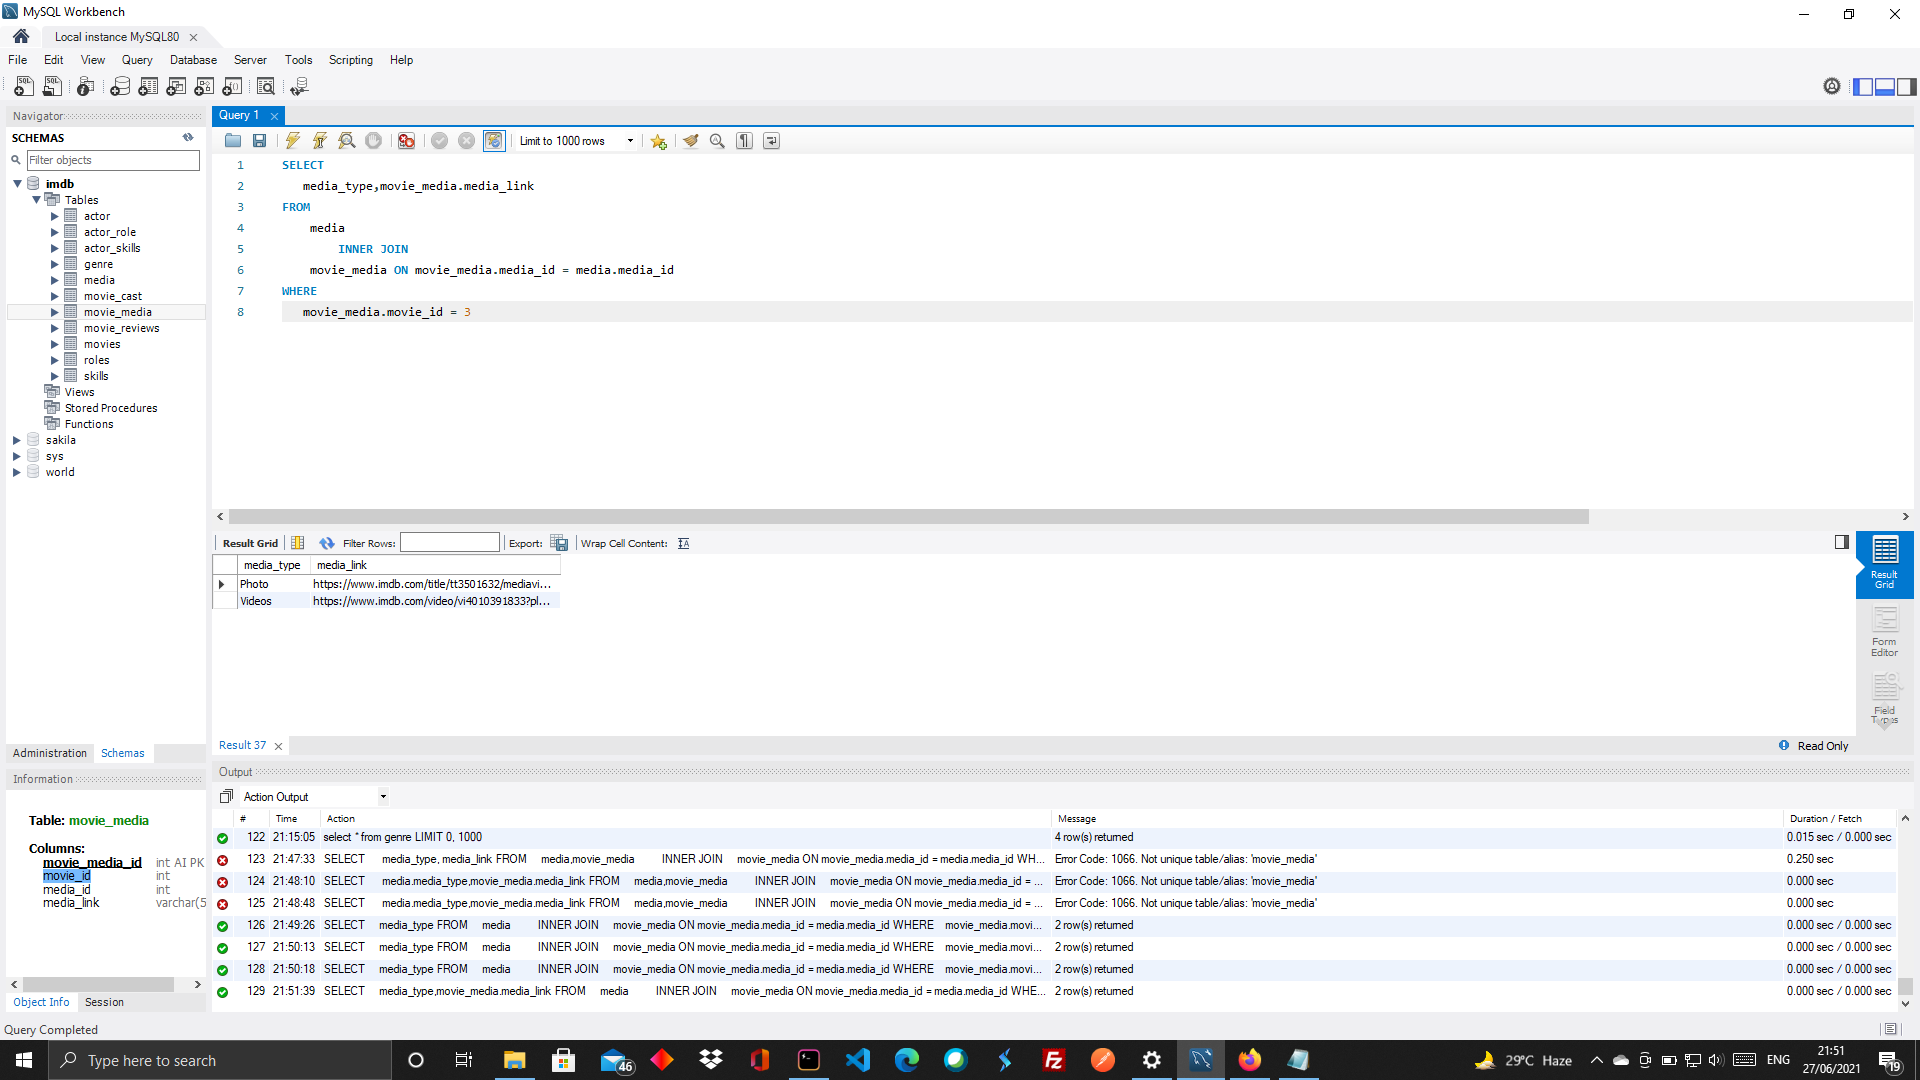 MySQL Workbench
Local instance MySQL80
File Edit View Query Database Server Tools Scripting Help
Navigator
SCHEMAS
Filter objects
imdb
Tables
actor
actor_role
actor_skills
genre
media
movie_cast
movie_media
movie_reviews
movies
roles
skills
Views
Stored Procedures
Functions
sakila
sys
world
Administration Schemas
Information
Table: movie_media
Columns:
movie_media_id int AI PK
movie_id int
media_id int
media_link varchar(5
Object Info Session
Query 1
Limit to 1000 rows
1 SELECT
2 media_type,movie_media.media_link
3 FROM
4 media
5 INNER JOIN
6 movie_media ON movie_media.media_id = media.media_id
7 WHERE
8 movie_media.movie_id = 3
Result Grid Filter Rows: Export: Wrap Cell Content:
media_type media_link
Photo https://www.imdb.com/title/tt3501632/mediavi...
Videos https://www.imdb.com/video/vi4010391833?pl...
Result Grid
Form Editor
Field Types
Result 37
Read Only
Output
Action Output
# Time Action Message Duration / Fetch
122 21:15:05 select * from genre LIMIT 0, 1000 4 row(s) returned 0.015 sec / 0.000 sec
123 21:47:33 SELECT media_type, media_link FROM media,movie_media INNER JOIN movie_media ON movie_media.media_id = media.media_id WH... Error Code: 1066. Not unique table/alias: 'movie_media' 0.250 sec
124 21:48:10 SELECT media.media_type,movie_media.media_link FROM media,movie_media INNER JOIN movie_media ON movie_media.media_id = ... Error Code: 1066. Not unique table/alias: 'movie_media' 0.000 sec
125 21:48:48 SELECT media.media_type,movie_media.media_link FROM media,movie_media INNER JOIN movie_media ON movie_media.media_id = ... Error Code: 1066. Not unique table/alias: 'movie_media' 0.000 sec
126 21:49:26 SELECT media_type FROM media INNER JOIN movie_media ON movie_media.media_id = media.media_id WHERE movie_media.movi... 2 row(s) returned 0.000 sec / 0.000 sec
127 21:50:13 SELECT media_type FROM media INNER JOIN movie_media ON movie_media.media_id = media.media_id WHERE movie_media.movi... 2 row(s) returned 0.000 sec / 0.000 sec
128 21:50:18 SELECT media_type FROM media INNER JOIN movie_media ON movie_media.media_id = media.media_id WHERE movie_media.movi... 2 row(s) returned 0.000 sec / 0.000 sec
129 21:51:39 SELECT media_type,movie_media.media_link FROM media INNER JOIN movie_media ON movie_media.media_id = media.media_id WHE... 2 row(s) returned 0.000 sec / 0.000 sec
Query Completed
Type here to search
46
29°C Haze
ENG
21:51
27/06/2021
19